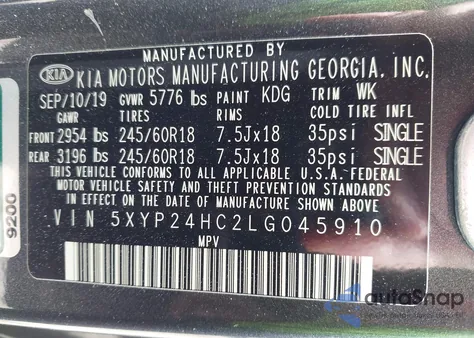 MANUFACTURED BY
KIA KIA MOTORS MANUFACTURING GEORGIA, INC.
SEP/10/19 GVWR 5776 lbs PAINT KDG TRIM WK
GAWR TIRES RIMS COLD TIRE INFL
FRONT 2954 lbs 245/60R18 7.5Jx18 35psi SINGLE
REAR 3196 lbs 245/60R18 7.5Jx18 35psi SINGLE
THIS VEHICLE CONFORMS TO ALL APPLICABLE U.S.A. FEDERAL
MOTOR VEHICLE SAFETY AND THEFT PREVENTION STANDARDS
IN EFFECT ON THE DATE OF MANUFACTURE SHOWN ABOVE.
VIN 5XYP24HC2LG045910
MPV
9200
autoSnap